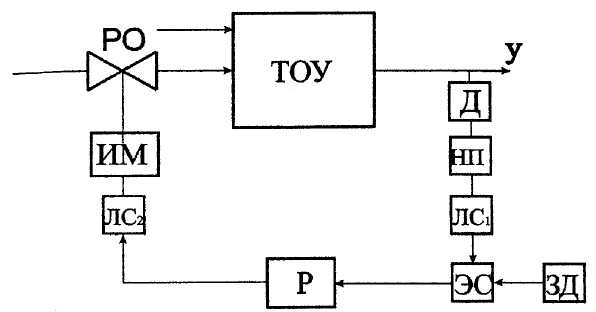 РО
ТОУ
У
Д
НП
ИМ
ЛС₂
ЛС₁
Р
ЭС
ЗД